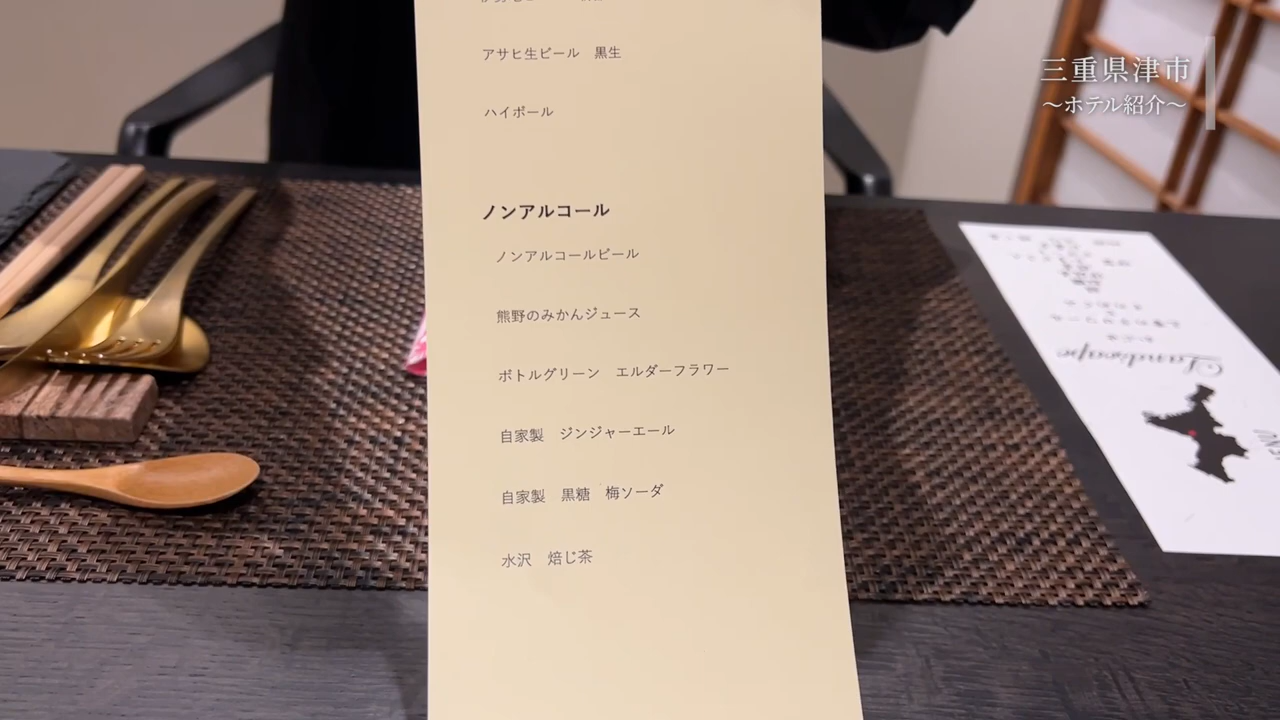 アサヒ生ビール　黒生
ハイボール
ノンアルコール
ノンアルコールビール
熊野のみかんジュース
ボトルグリーン　エルダーフラワー
自家製　ジンジャーエール
自家製　黒糖　梅ソーダ
水沢　焙じ茶
三重県津市
〜ホテル紹介〜
Landscape